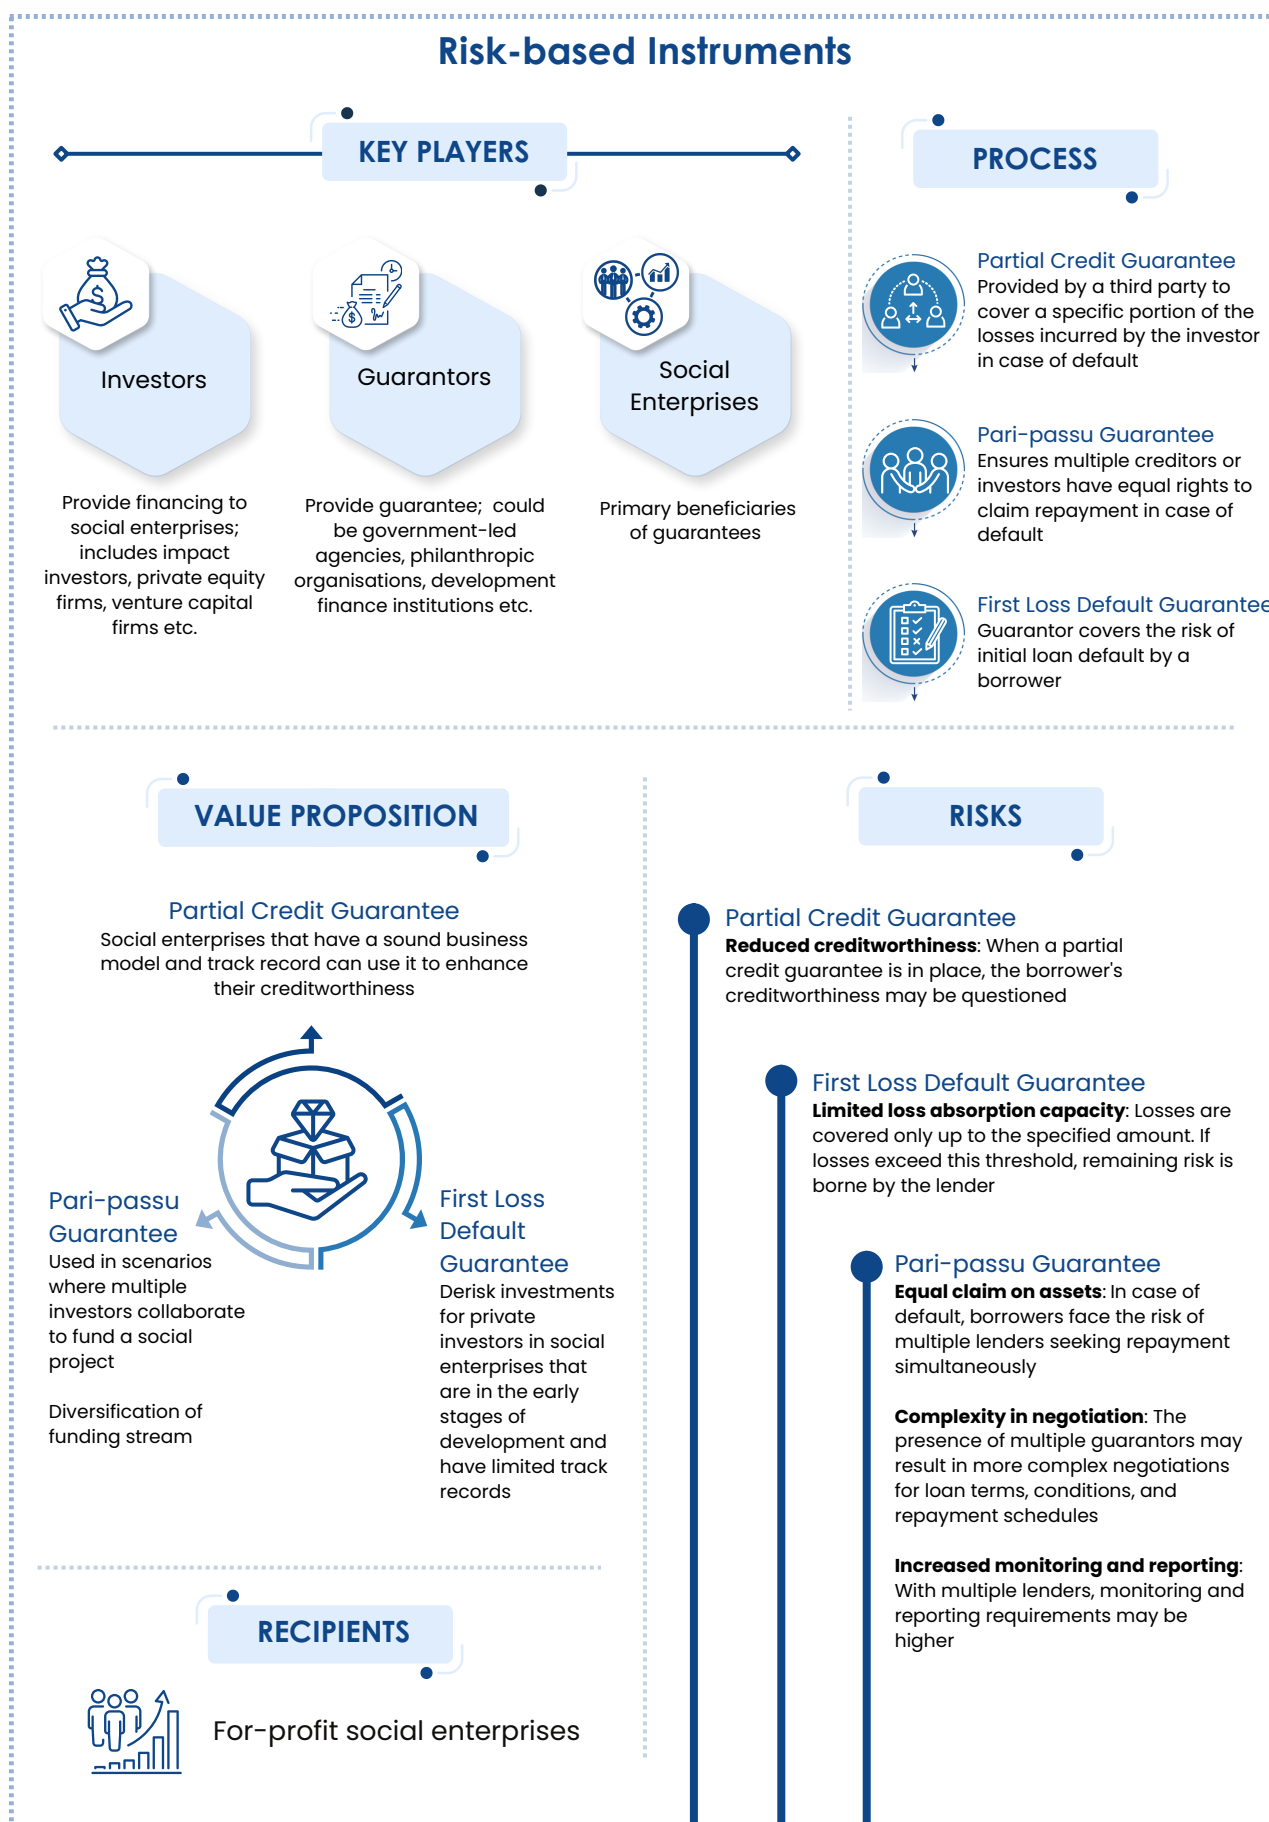 Risk-based Instruments
KEY PLAYERS
Investors
Provide financing to
social enterprises;
includes impact
investors, private equity
firms, venture capital
firms etc.
Guarantors
Provide guarantee; could
be government-led
agencies, philanthropic
organisations, development
finance institutions etc.
Social
Enterprises
Primary beneficiaries
of guarantees
PROCESS
Partial Credit Guarantee
Provided by a third party to
cover a specific portion of the
losses incurred by the investor
in case of default
Pari-passu Guarantee
Ensures multiple creditors or
investors have equal rights to
claim repayment in case of
default
First Loss Default Guarantee
Guarantor covers the risk of
initial loan default by a
borrower
VALUE PROPOSITION
Partial Credit Guarantee
Social enterprises that have a sound business
model and track record can use it to enhance
their creditworthiness
Pari-passu
Guarantee
Used in scenarios
where multiple
investors collaborate
to fund a social
project
Diversification of
funding stream
First Loss
Default
Guarantee
Derisk investments
for private
investors in social
enterprises that
are in the early
stages of
development and
have limited track
records
RISKS
Partial Credit Guarantee
Reduced creditworthiness: When a partial
credit guarantee is in place, the borrower's
creditworthiness may be questioned
First Loss Default Guarantee
Limited loss absorption capacity: Losses are
covered only up to the specified amount. If
losses exceed this threshold, remaining risk is
borne by the lender
Pari-passu Guarantee
Equal claim on assets: In case of
default, borrowers face the risk of
multiple lenders seeking repayment
simultaneously
Complexity in negotiation: The
presence of multiple guarantors may
result in more complex negotiations
for loan terms, conditions, and
repayment schedules
Increased monitoring and reporting:
With multiple lenders, monitoring and
reporting requirements may be
higher
RECIPIENTS
For-profit social enterprises